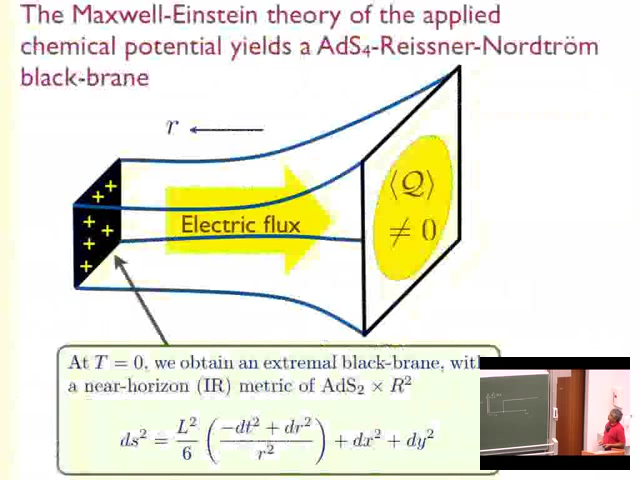 The Maxwell-Einstein theory of the applied
chemical potential yields a AdS₄-Reissner-Nordtröm
black-brane
r ←
⟨Q⟩
≠ 0
Electric flux
+ + + + + +
At T = 0, we obtain an extremal black-brane, with
a near-horizon (IR) metric of AdS₂ × R²
ds² = L²/6 ((−dt² + dr²)/r²) + dx² + dy²